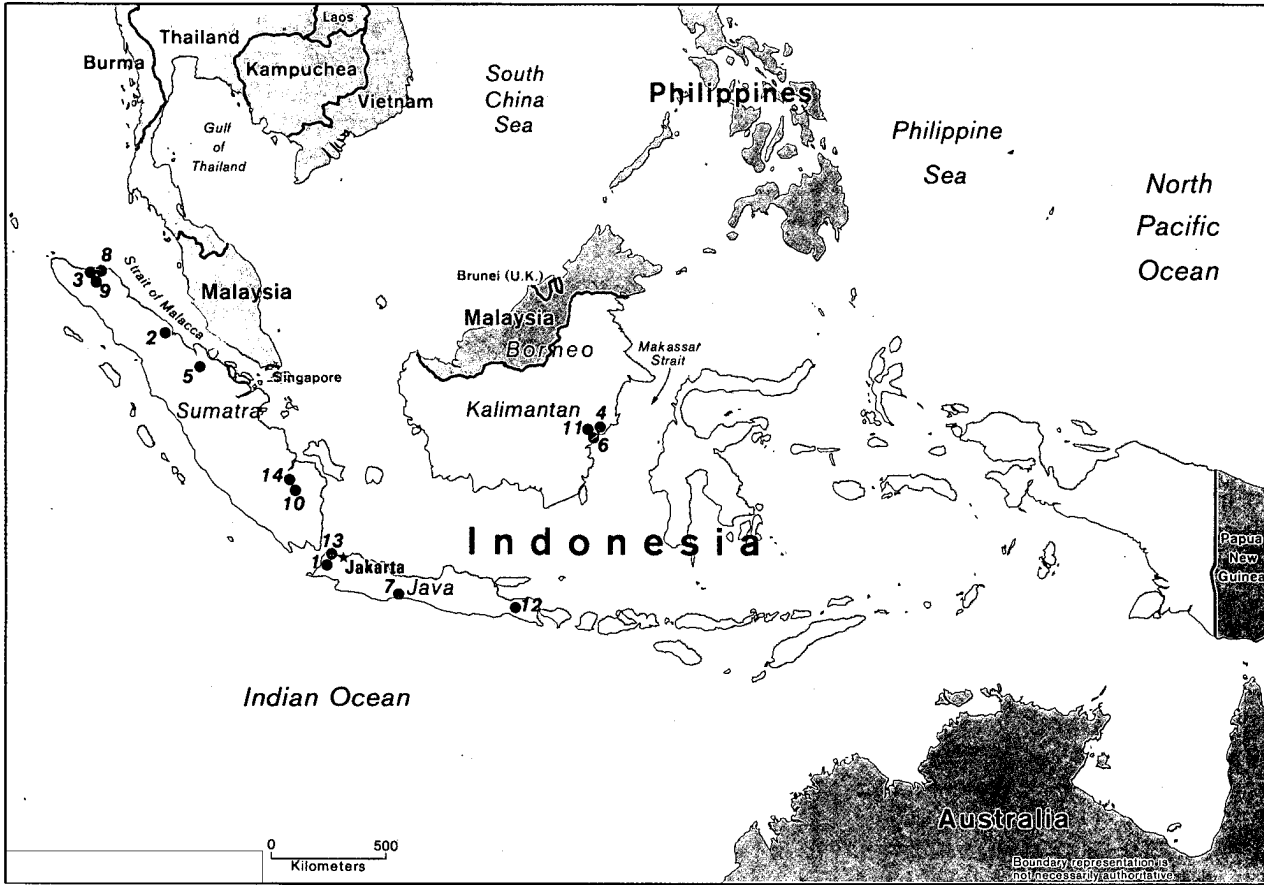 Laos
Thailand
Burma
Kampuchea
Vietnam
Gulf
of
Thailand
South
China
Sea
Philippines
Philippine
Sea
North
Pacific
Ocean
8
3
9
Strait of Malacca
Malaysia
2
5
Singapore
Sumatra
Brunei (U.K.)
Malaysia
Borneo
Makassar
Strait
Kalimantan
4
11
6
14
10
Indonesia
13
1
Jakarta
7
Java
12
Papua
New
Guinea
Indian Ocean
Australia
0 500
Kilometers
Boundary representation is
not necessarily authoritative